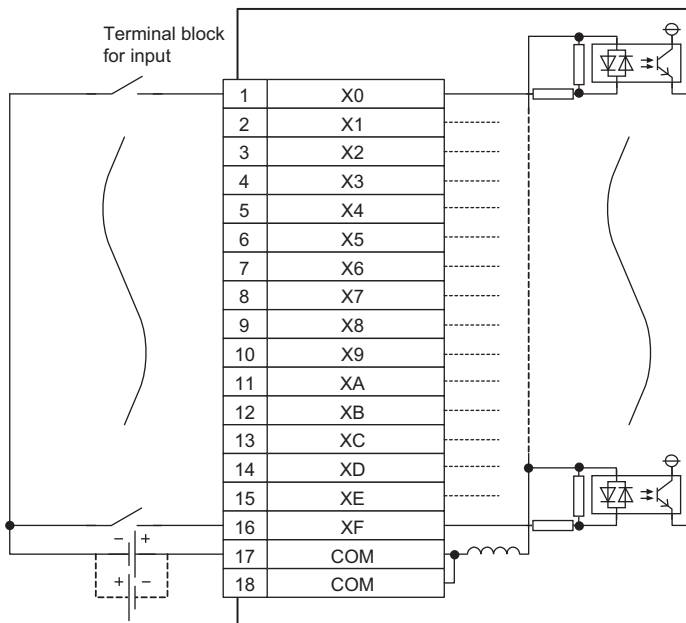 Terminal block
for input
1 X0
2 X1
3 X2
4 X3
5 X4
6 X5
7 X6
8 X7
9 X8
10 X9
11 XA
12 XB
13 XC
14 XD
15 XE
16 XF
17 COM
18 COM
− +
+ −